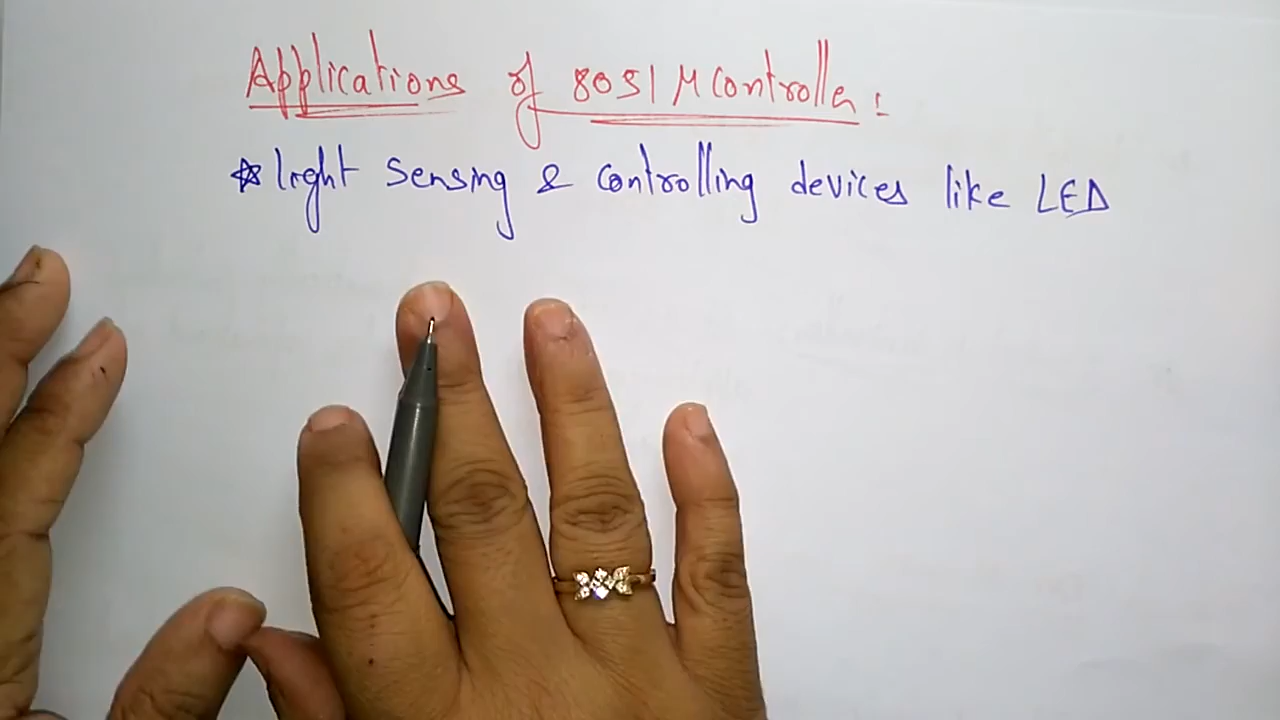 Applications of 8051 μcontroller:
* light sensing & controlling devices like LED